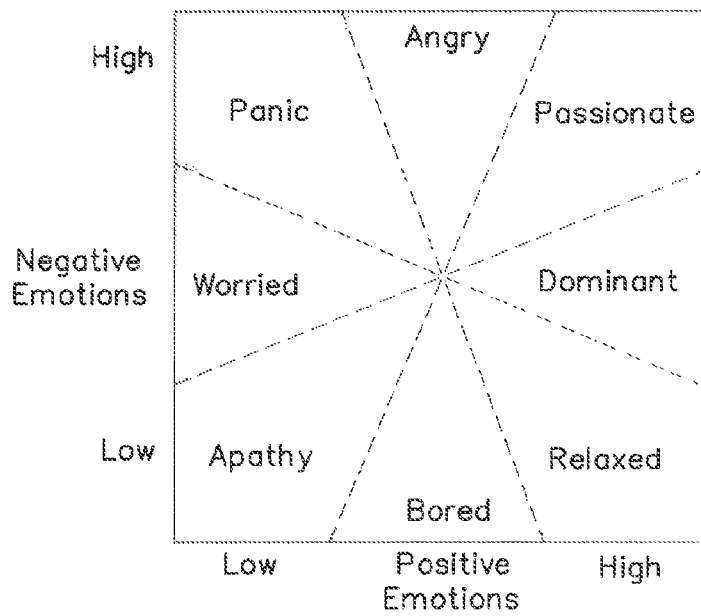 Angry
High
Panic
Passionate
Negative
Emotions
Worried
Dominant
Low
Apathy
Relaxed
Bored
Low
Positive
Emotions
High